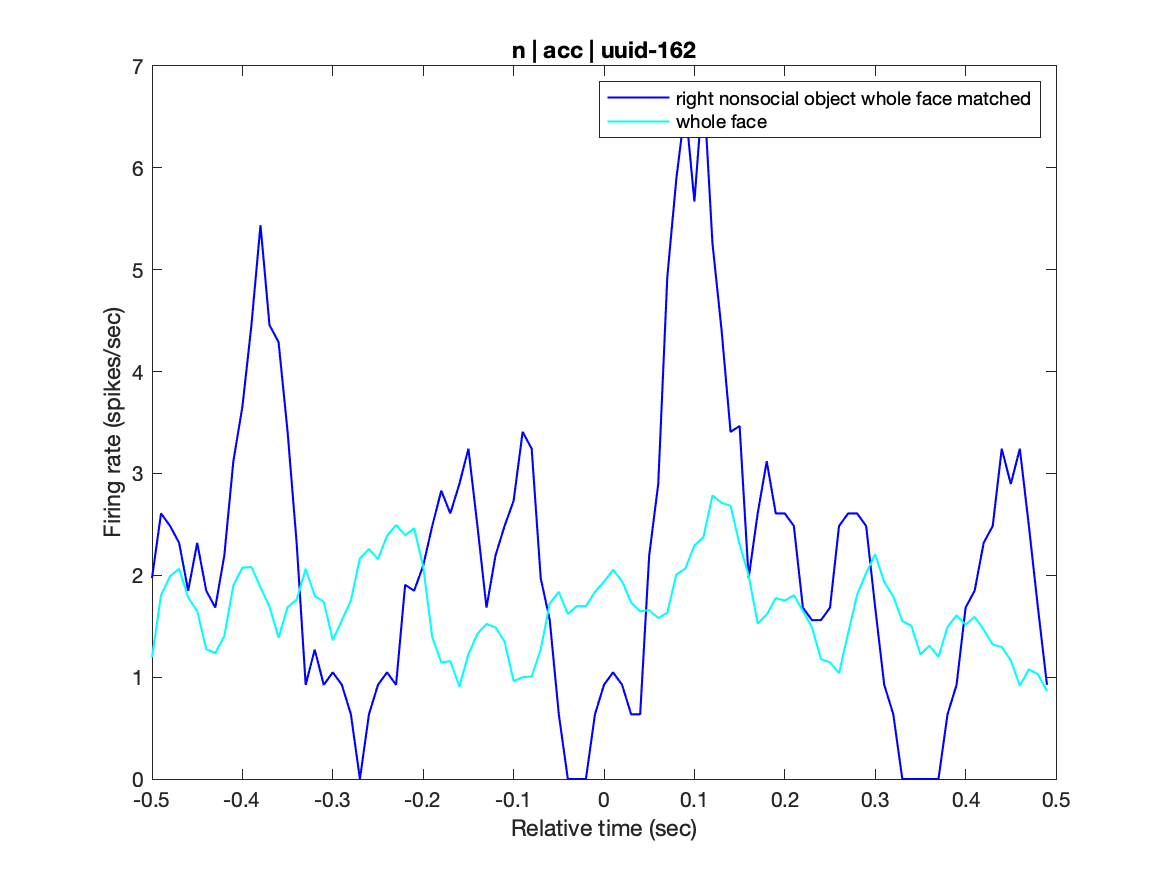 n | acc | uuid-162
7
right nonsocial object whole face matched
whole face
6
5
4
3
2
1
0
Firing rate (spikes/sec)
-0.5 -0.4 -0.3 -0.2 -0.1 0 0.1 0.2 0.3 0.4 0.5
Relative time (sec)